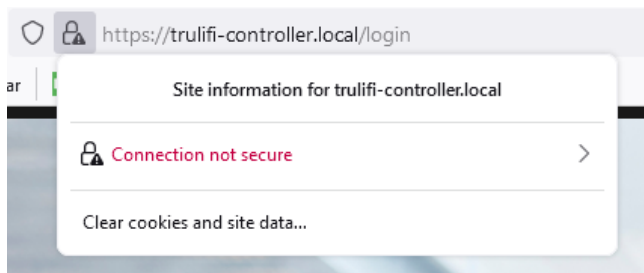 https://trulifi-controller.local/login
ar
Site information for trulifi-controller.local
Connection not secure
Clear cookies and site data...